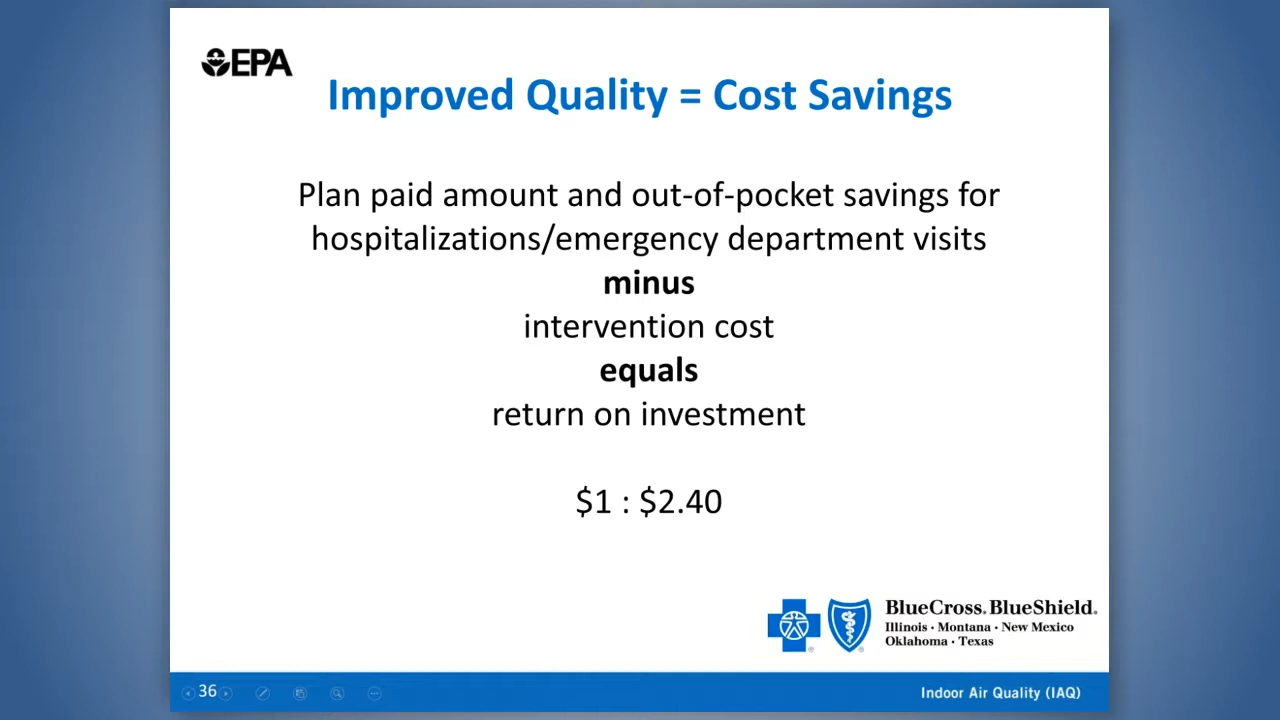 EPA
Improved Quality = Cost Savings
Plan paid amount and out-of-pocket savings for
hospitalizations/emergency department visits
minus
intervention cost
equals
return on investment
$1 : $2.40
BlueCross® BlueShield®
Illinois · Montana · New Mexico
Oklahoma · Texas
36
Indoor Air Quality (IAQ)